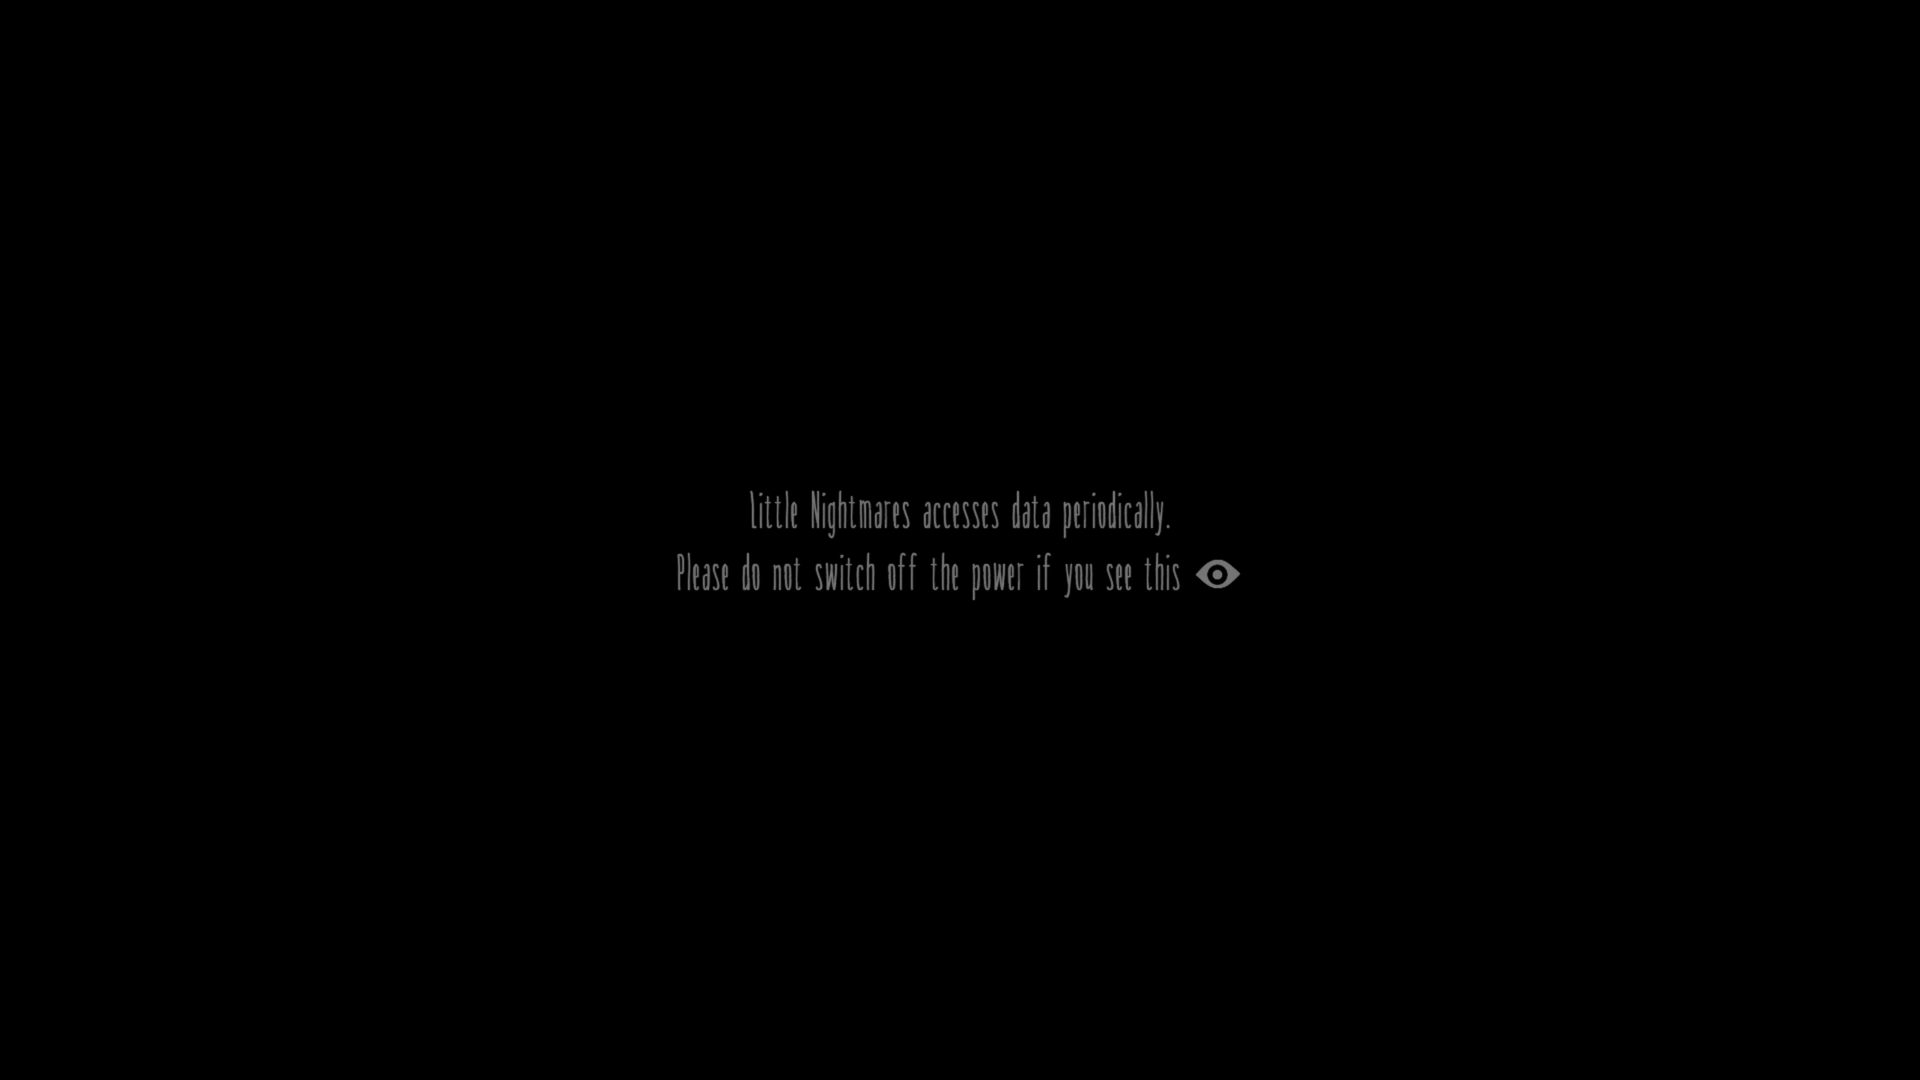 Little Nightmares accesses data periodically.
Please do not switch off the power if you see this